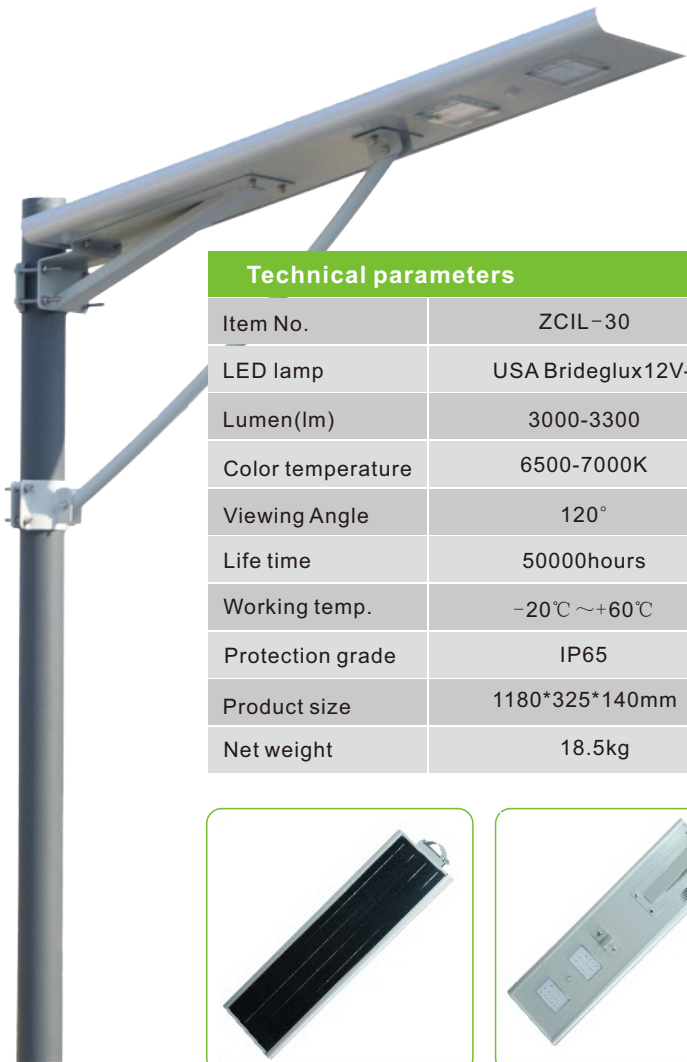 Technical parameters
Item No. ZCIL-30
LED lamp USA Brideglux12V-
Lumen(lm) 3000-3300
Color temperature 6500-7000K
Viewing Angle 120°
Life time 50000hours
Working temp. -20℃~+60℃
Protection grade IP65
Product size 1180*325*140mm
Net weight 18.5kg